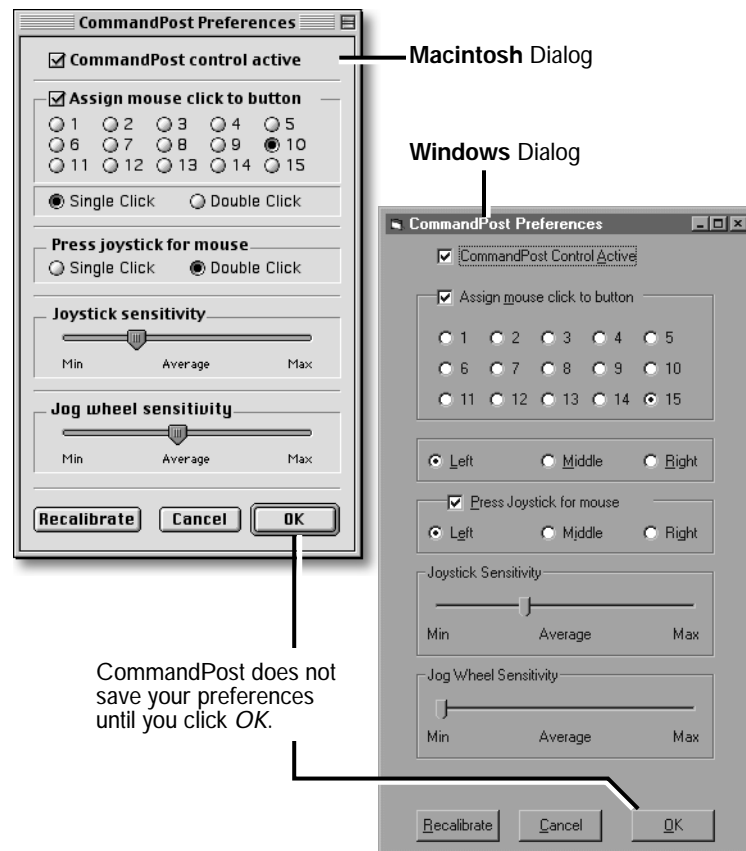 CommandPost Preferences
CommandPost control active
Assign mouse click to button
1 2 3 4 5
6 7 8 9 10
11 12 13 14 15
Single Click Double Click
Press joystick for mouse
Single Click Double Click
Joystick sensitivity
Min Average Max
Jog wheel sensitivity
Min Average Max
Recalibrate Cancel OK
Macintosh Dialog
Windows Dialog
CommandPost Preferences
CommandPost Control Active
Assign mouse click to button
1 2 3 4 5
6 7 8 9 10
11 12 13 14 15
Left Middle Right
Press Joystick for mouse
Left Middle Right
Joystick Sensitivity
Min Average Max
Jog Wheel Sensitivity
Min Average Max
Recalibrate Cancel OK
CommandPost does not
save your preferences
until you click OK.